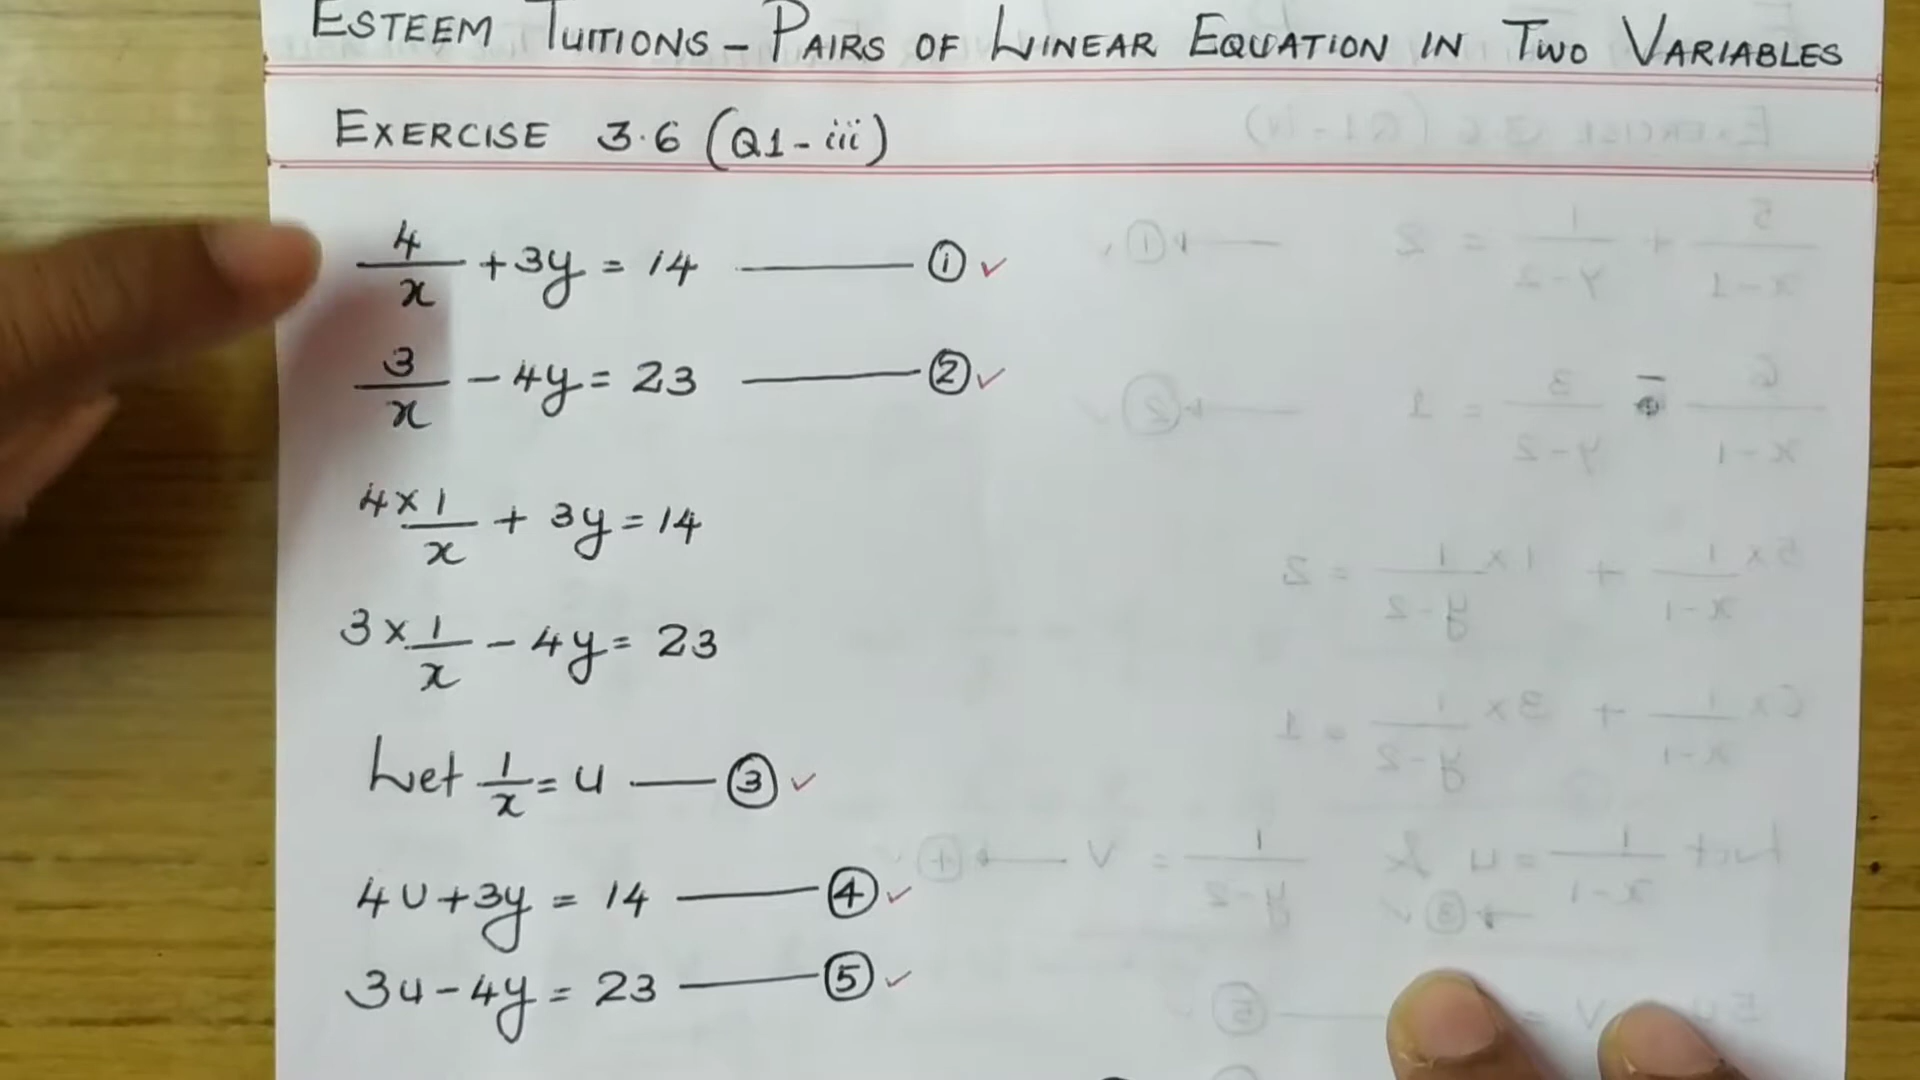 ESTEEM TUITIONS - PAIRS OF LINEAR EQUATION IN TWO VARIABLES
EXERCISE 3.6 (Q1-iii)
4/x + 3y = 14 ——— ① ✓
3/x - 4y = 23 ——— ② ✓
4 × 1/x + 3y = 14
3 × 1/x - 4y = 23
Let 1/x = u —— ③ ✓
4u + 3y = 14 ——— ④ ✓
3u - 4y = 23 ——— ⑤ ✓